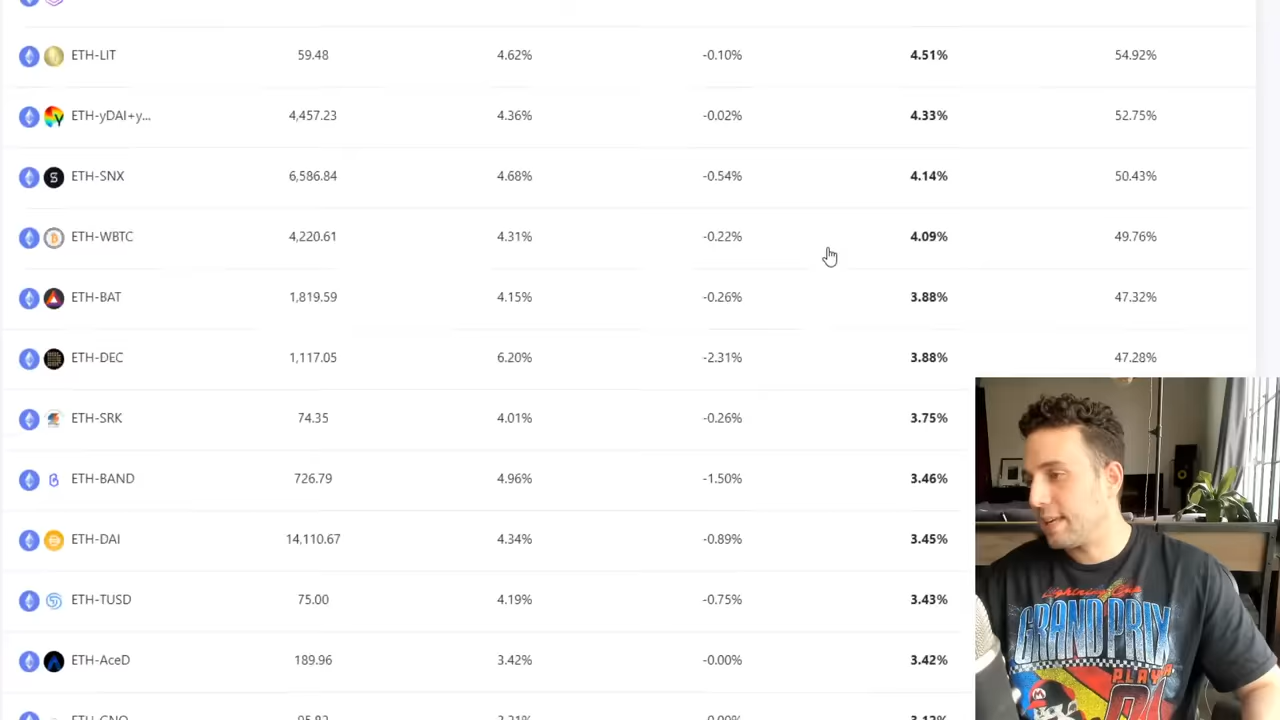 ETH-LIT 59.48 4.62% -0.10% 4.51% 54.92%
ETH-yDAI+y... 4,457.23 4.36% -0.02% 4.33% 52.75%
ETH-SNX 6,586.84 4.68% -0.54% 4.14% 50.43%
ETH-WBTC 4,220.61 4.31% -0.22% 4.09% 49.76%
ETH-BAT 1,819.59 4.15% -0.26% 3.88% 47.32%
ETH-DEC 1,117.05 6.20% -2.31% 3.88% 47.28%
ETH-SRK 74.35 4.01% -0.26% 3.75%
ETH-BAND 726.79 4.96% -1.50% 3.46%
ETH-DAI 14,110.67 4.34% -0.89% 3.45%
ETH-TUSD 75.00 4.19% -0.75% 3.43%
ETH-AceD 189.96 3.42% -0.00% 3.42%
GRAND PRIX